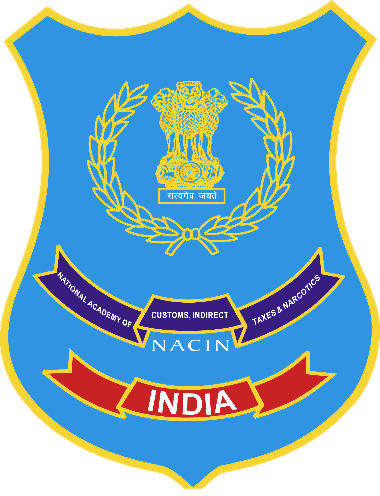 सत्यमेव जयते
NATIONAL ACADEMY OF CUSTOMS, INDIRECT TAXES & NARCOTICS
NACIN
INDIA